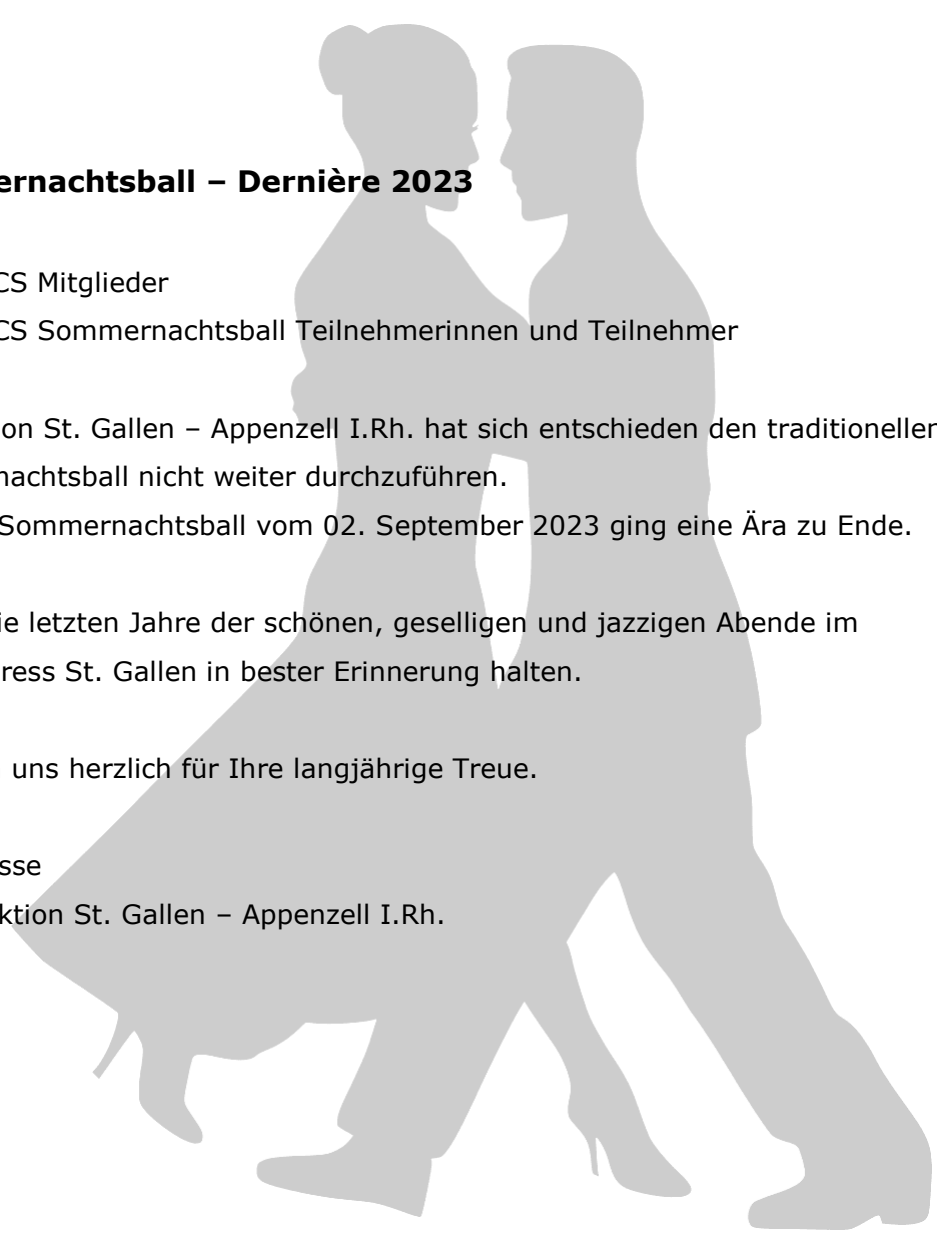 ernachtsball – Dernière 2023
CS Mitglieder
CS Sommernachtsball Teilnehmerinnen und Teilnehmer
on St. Gallen – Appenzell I.Rh. hat sich entschieden den traditionellen
nachtsball nicht weiter durchzuführen.
Sommernachtsball vom 02. September 2023 ging eine Ära zu Ende.
ie letzten Jahre der schönen, geselligen und jazzigen Abende im
ress St. Gallen in bester Erinnerung halten.
uns herzlich für Ihre langjährige Treue.
sse
ktion St. Gallen – Appenzell I.Rh.